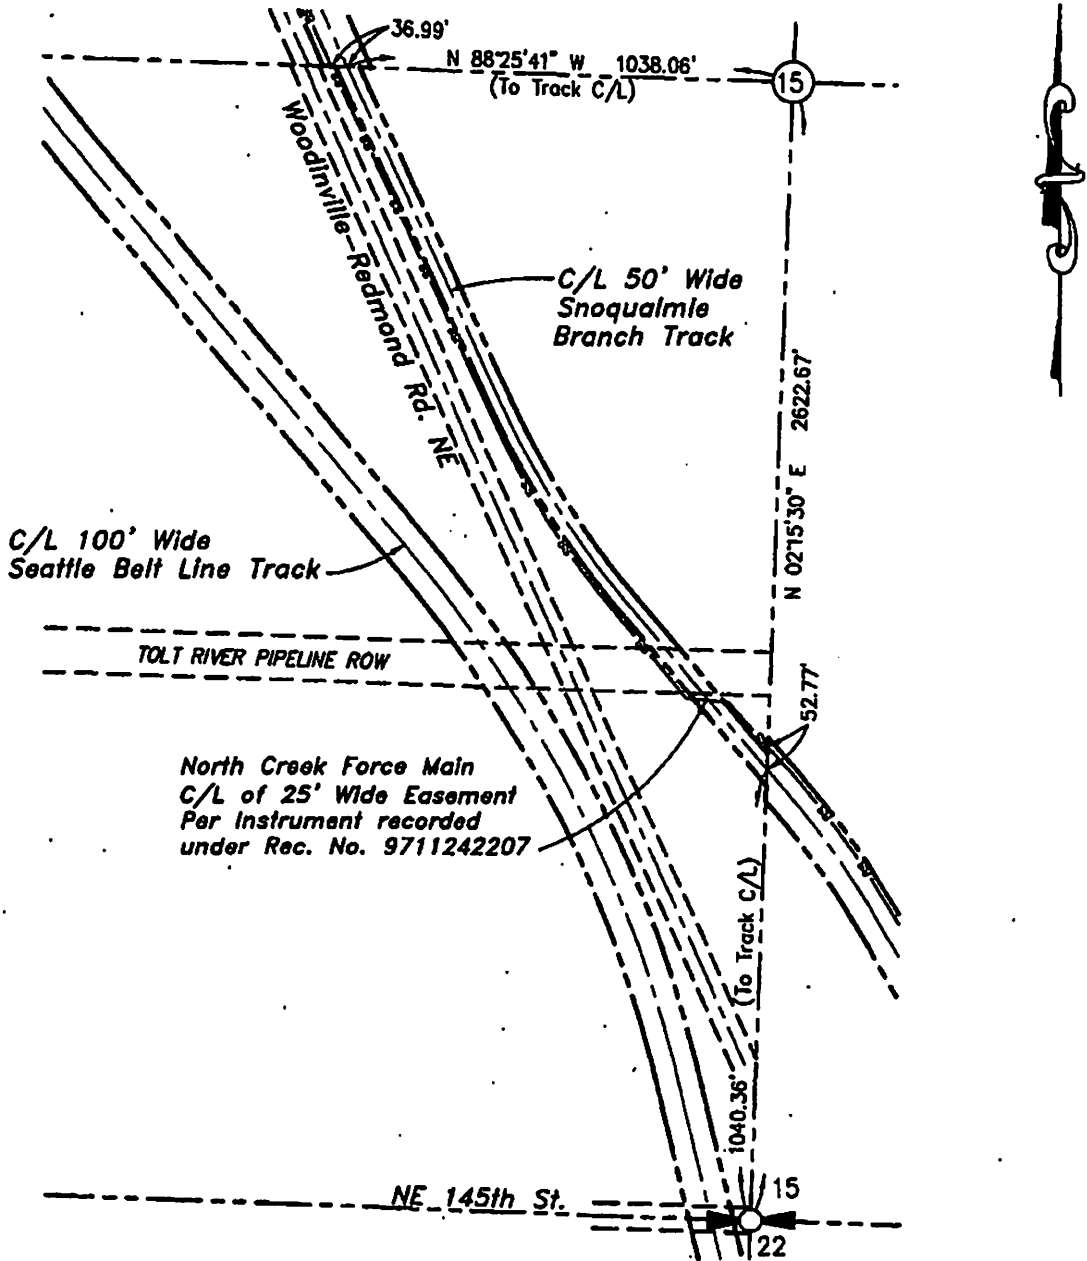 36.99'
N 88°25'41" W 1038.06'
(To Track C/L)
15
Woodinville-Redmond Rd. NE
C/L 50' Wide
Snoqualmie
Branch Track
N 02°15'30" E 2622.67'
C/L 100' Wide
Seattle Belt Line Track
TOLT RIVER PIPELINE ROW
52.77'
North Creek Force Main
C/L of 25' Wide Easement
Per Instrument recorded
under Rec. No. 9711242207
(To Track C/L)
1040.36'
NE 145th St.
15
22